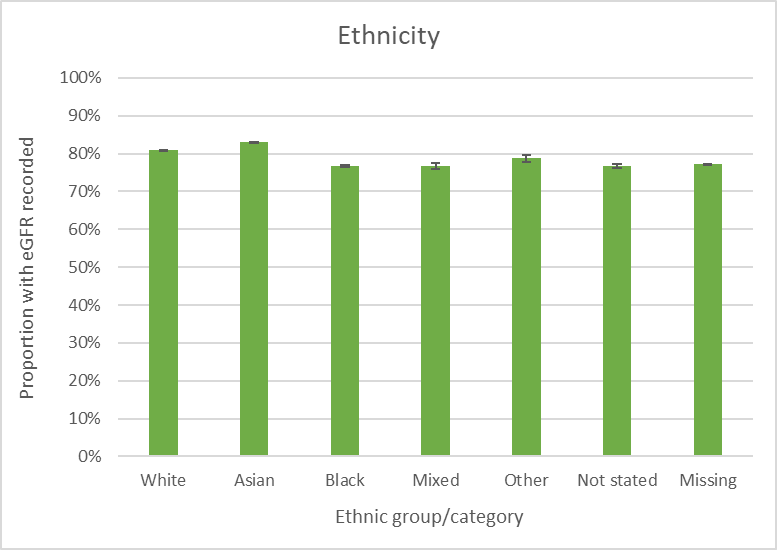 Ethnicity
Proportion with eGFR recorded
100%
90%
80%
70%
60%
50%
40%
30%
20%
10%
0%
White Asian Black Mixed Other Not stated Missing
Ethnic group/category